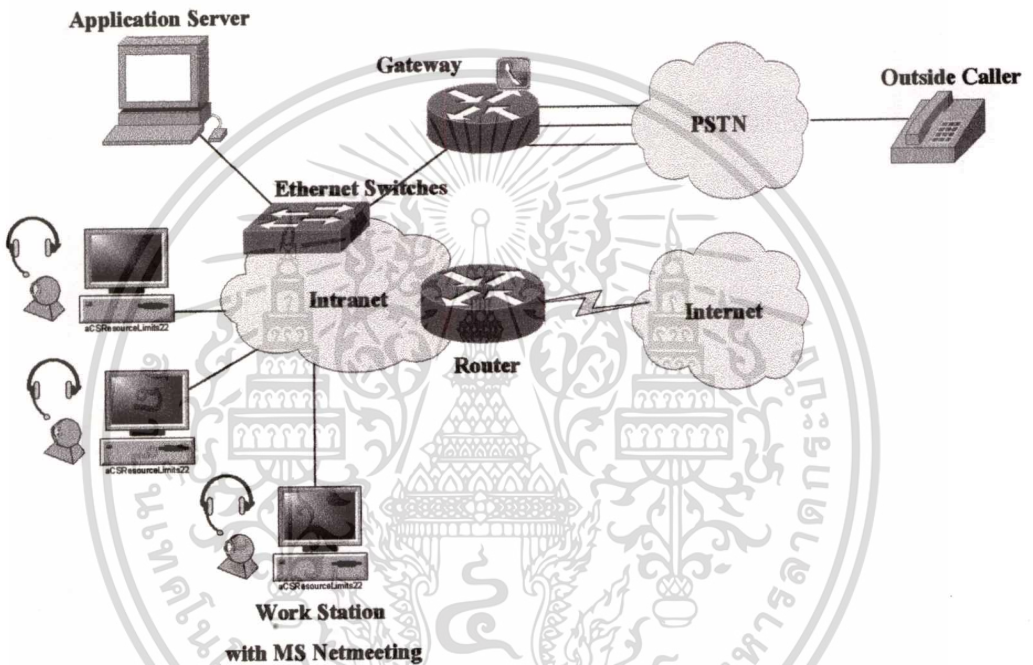 Application Server
Gateway
Outside Caller
PSTN
Ethernet Switches
Intranet
Internet
aCSResourceLimits22
Router
aCSResourceLimits22
aCSResourceLimits22
Work Station
with MS Netmeeting